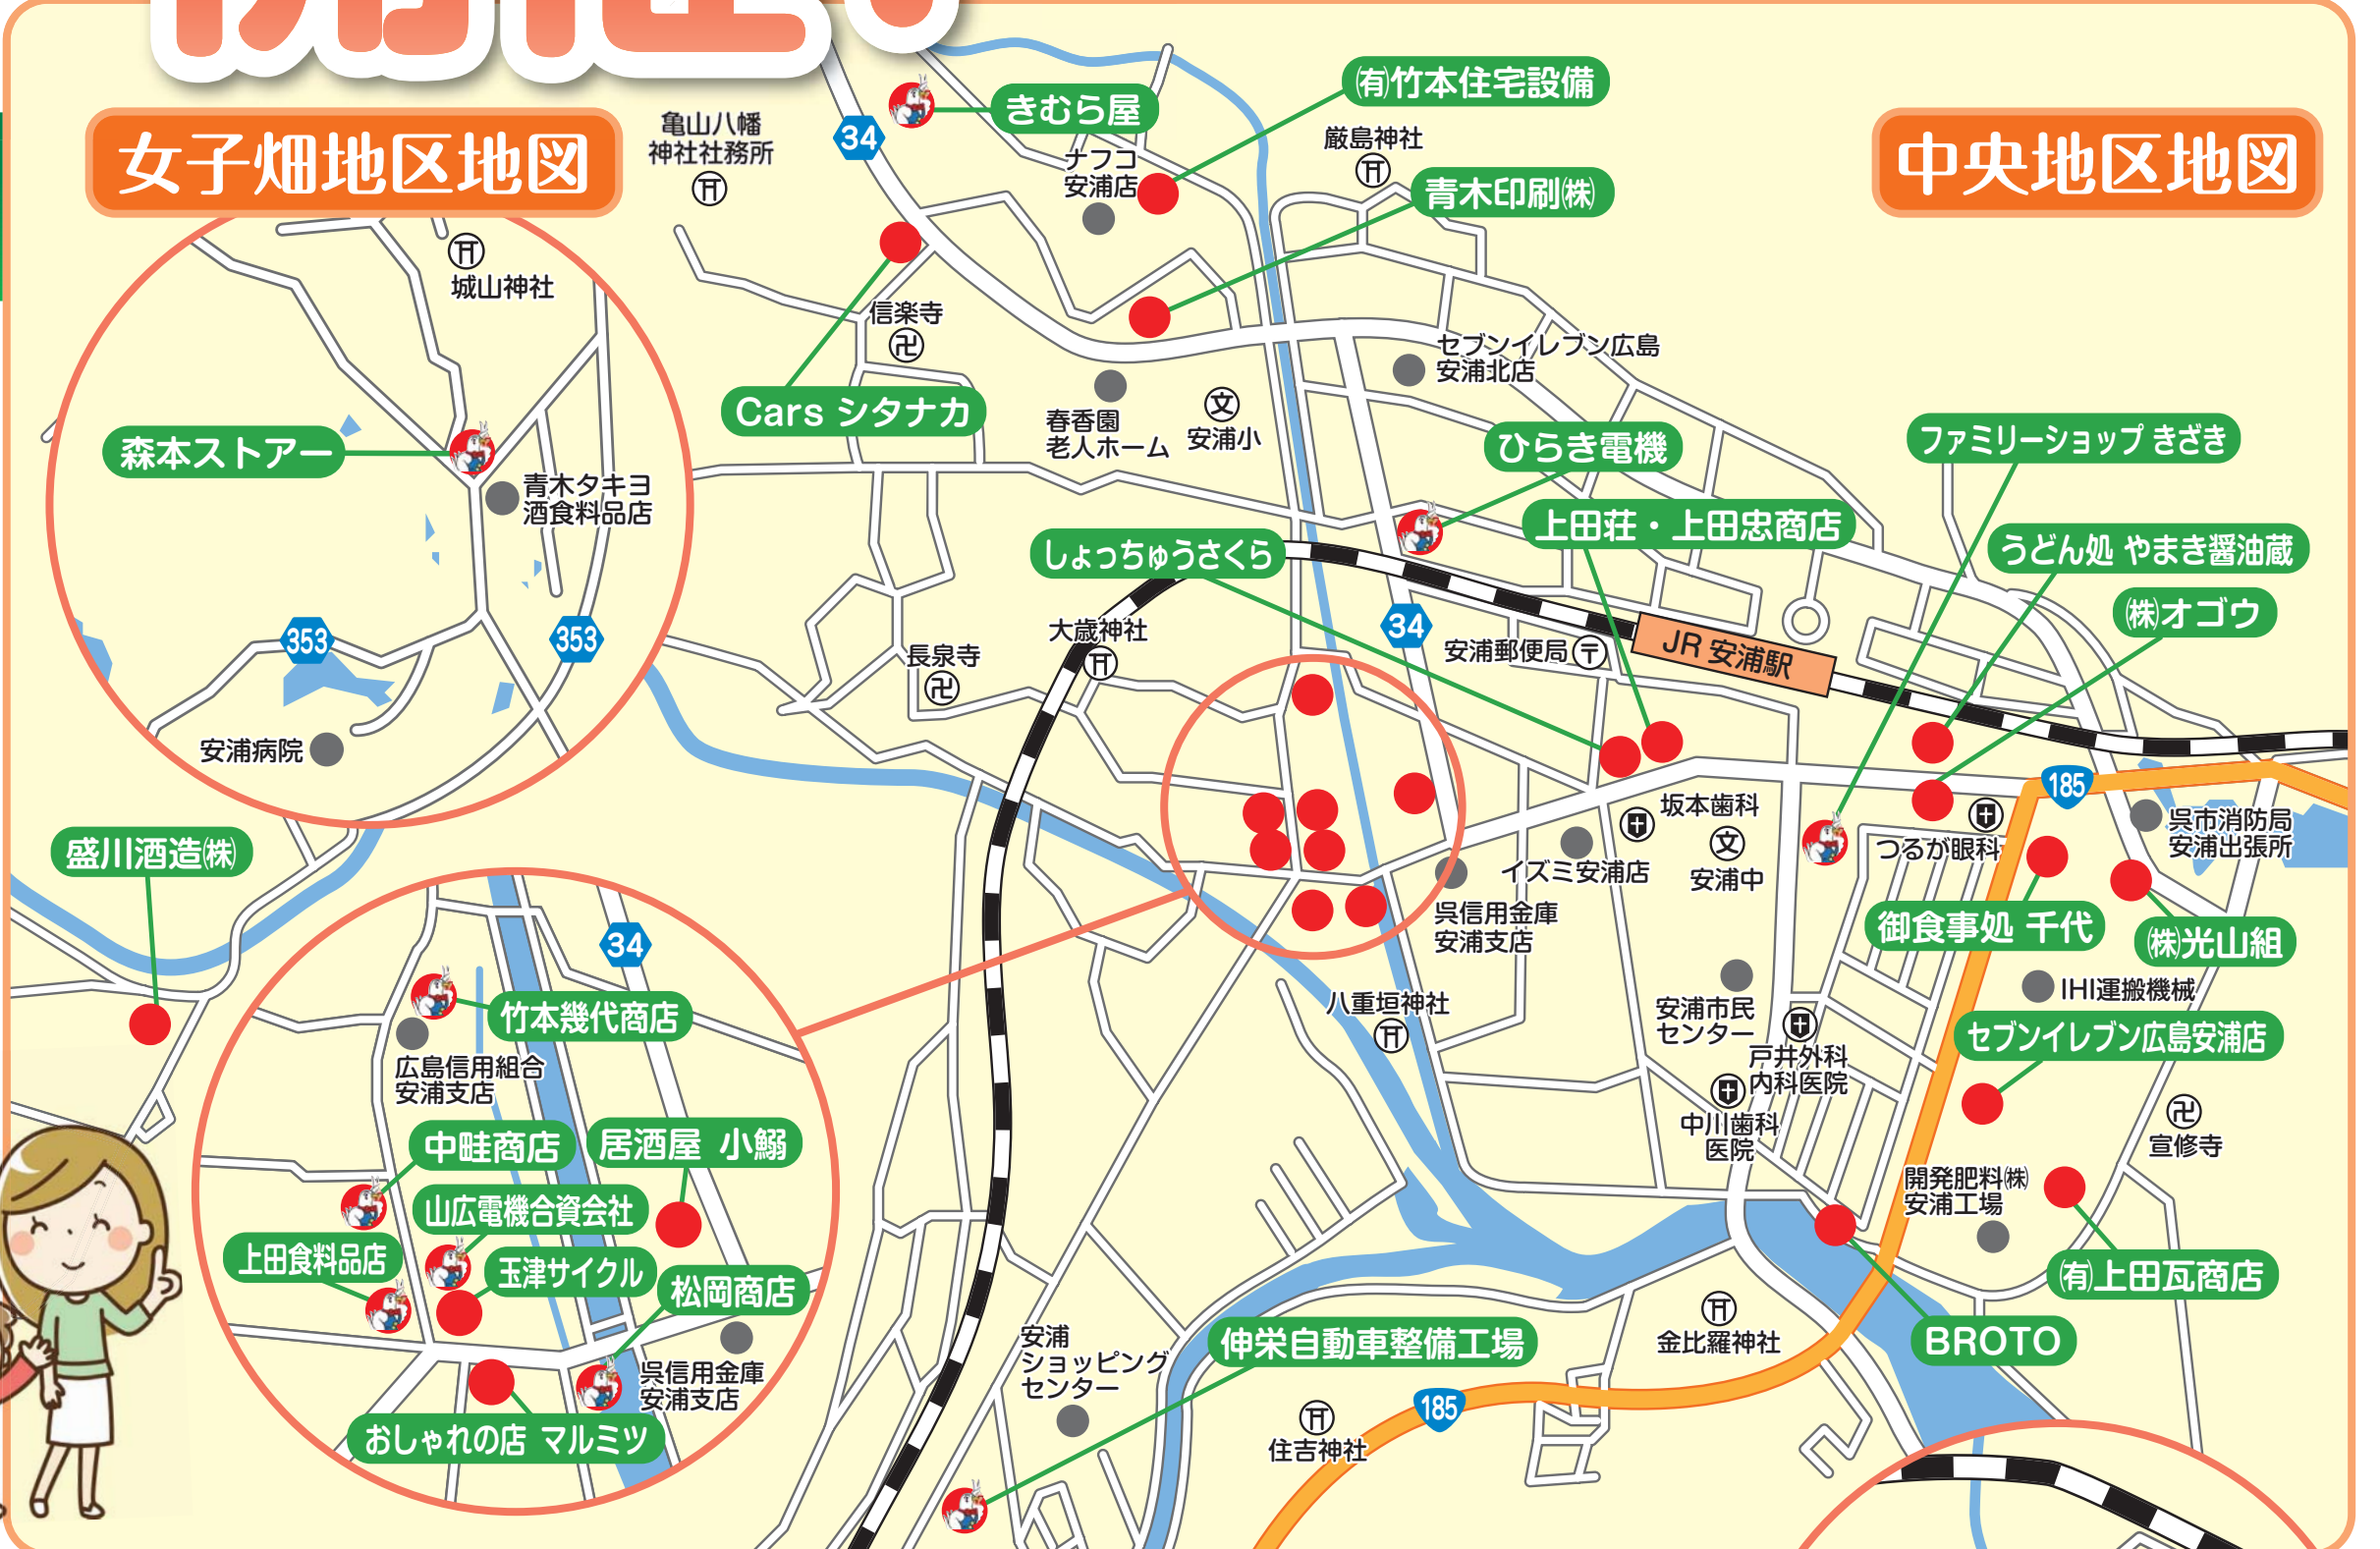 女子畑地区地図
中央地区地図
亀山八幡
神社社務所
34
きむら屋
㈲竹本住宅設備
ナフコ
安浦店
厳島神社
青木印刷㈱
城山神社
信楽寺
セブンイレブン広島
安浦北店
Cars シタナカ
春香園
老人ホーム
安浦小
文
森本ストアー
青木タキヨ
酒食料品店
ひらき電機
ファミリーショップ きざき
上田荘・上田忠商店
しょっちゅうさくら
うどん処 やまき醤油蔵
㈱オゴウ
353
353
34
大歳神社
長泉寺
安浦郵便局
〒
JR 安浦駅
安浦病院
185
坂本歯科
文
イズミ安浦店
安浦中
つるが眼科
呉市消防局
安浦出張所
盛川酒造㈱
呉信用金庫
安浦支店
御食事処 千代
㈱光山組
34
竹本幾代商店
八重垣神社
安浦市民
センター
IHI運搬機械
広島信用組合
安浦支店
戸井外科
内科医院
セブンイレブン広島安浦店
中川歯科
医院
宣修寺
中畦商店
居酒屋 小鰯
山広電機合資会社
開発肥料㈱
安浦工場
上田食料品店
玉津サイクル
松岡商店
㈲上田瓦商店
呉信用金庫
安浦支店
安浦
ショッピング
センター
伸栄自動車整備工場
金比羅神社
BROTO
おしゃれの店 マルミツ
185
住吉神社